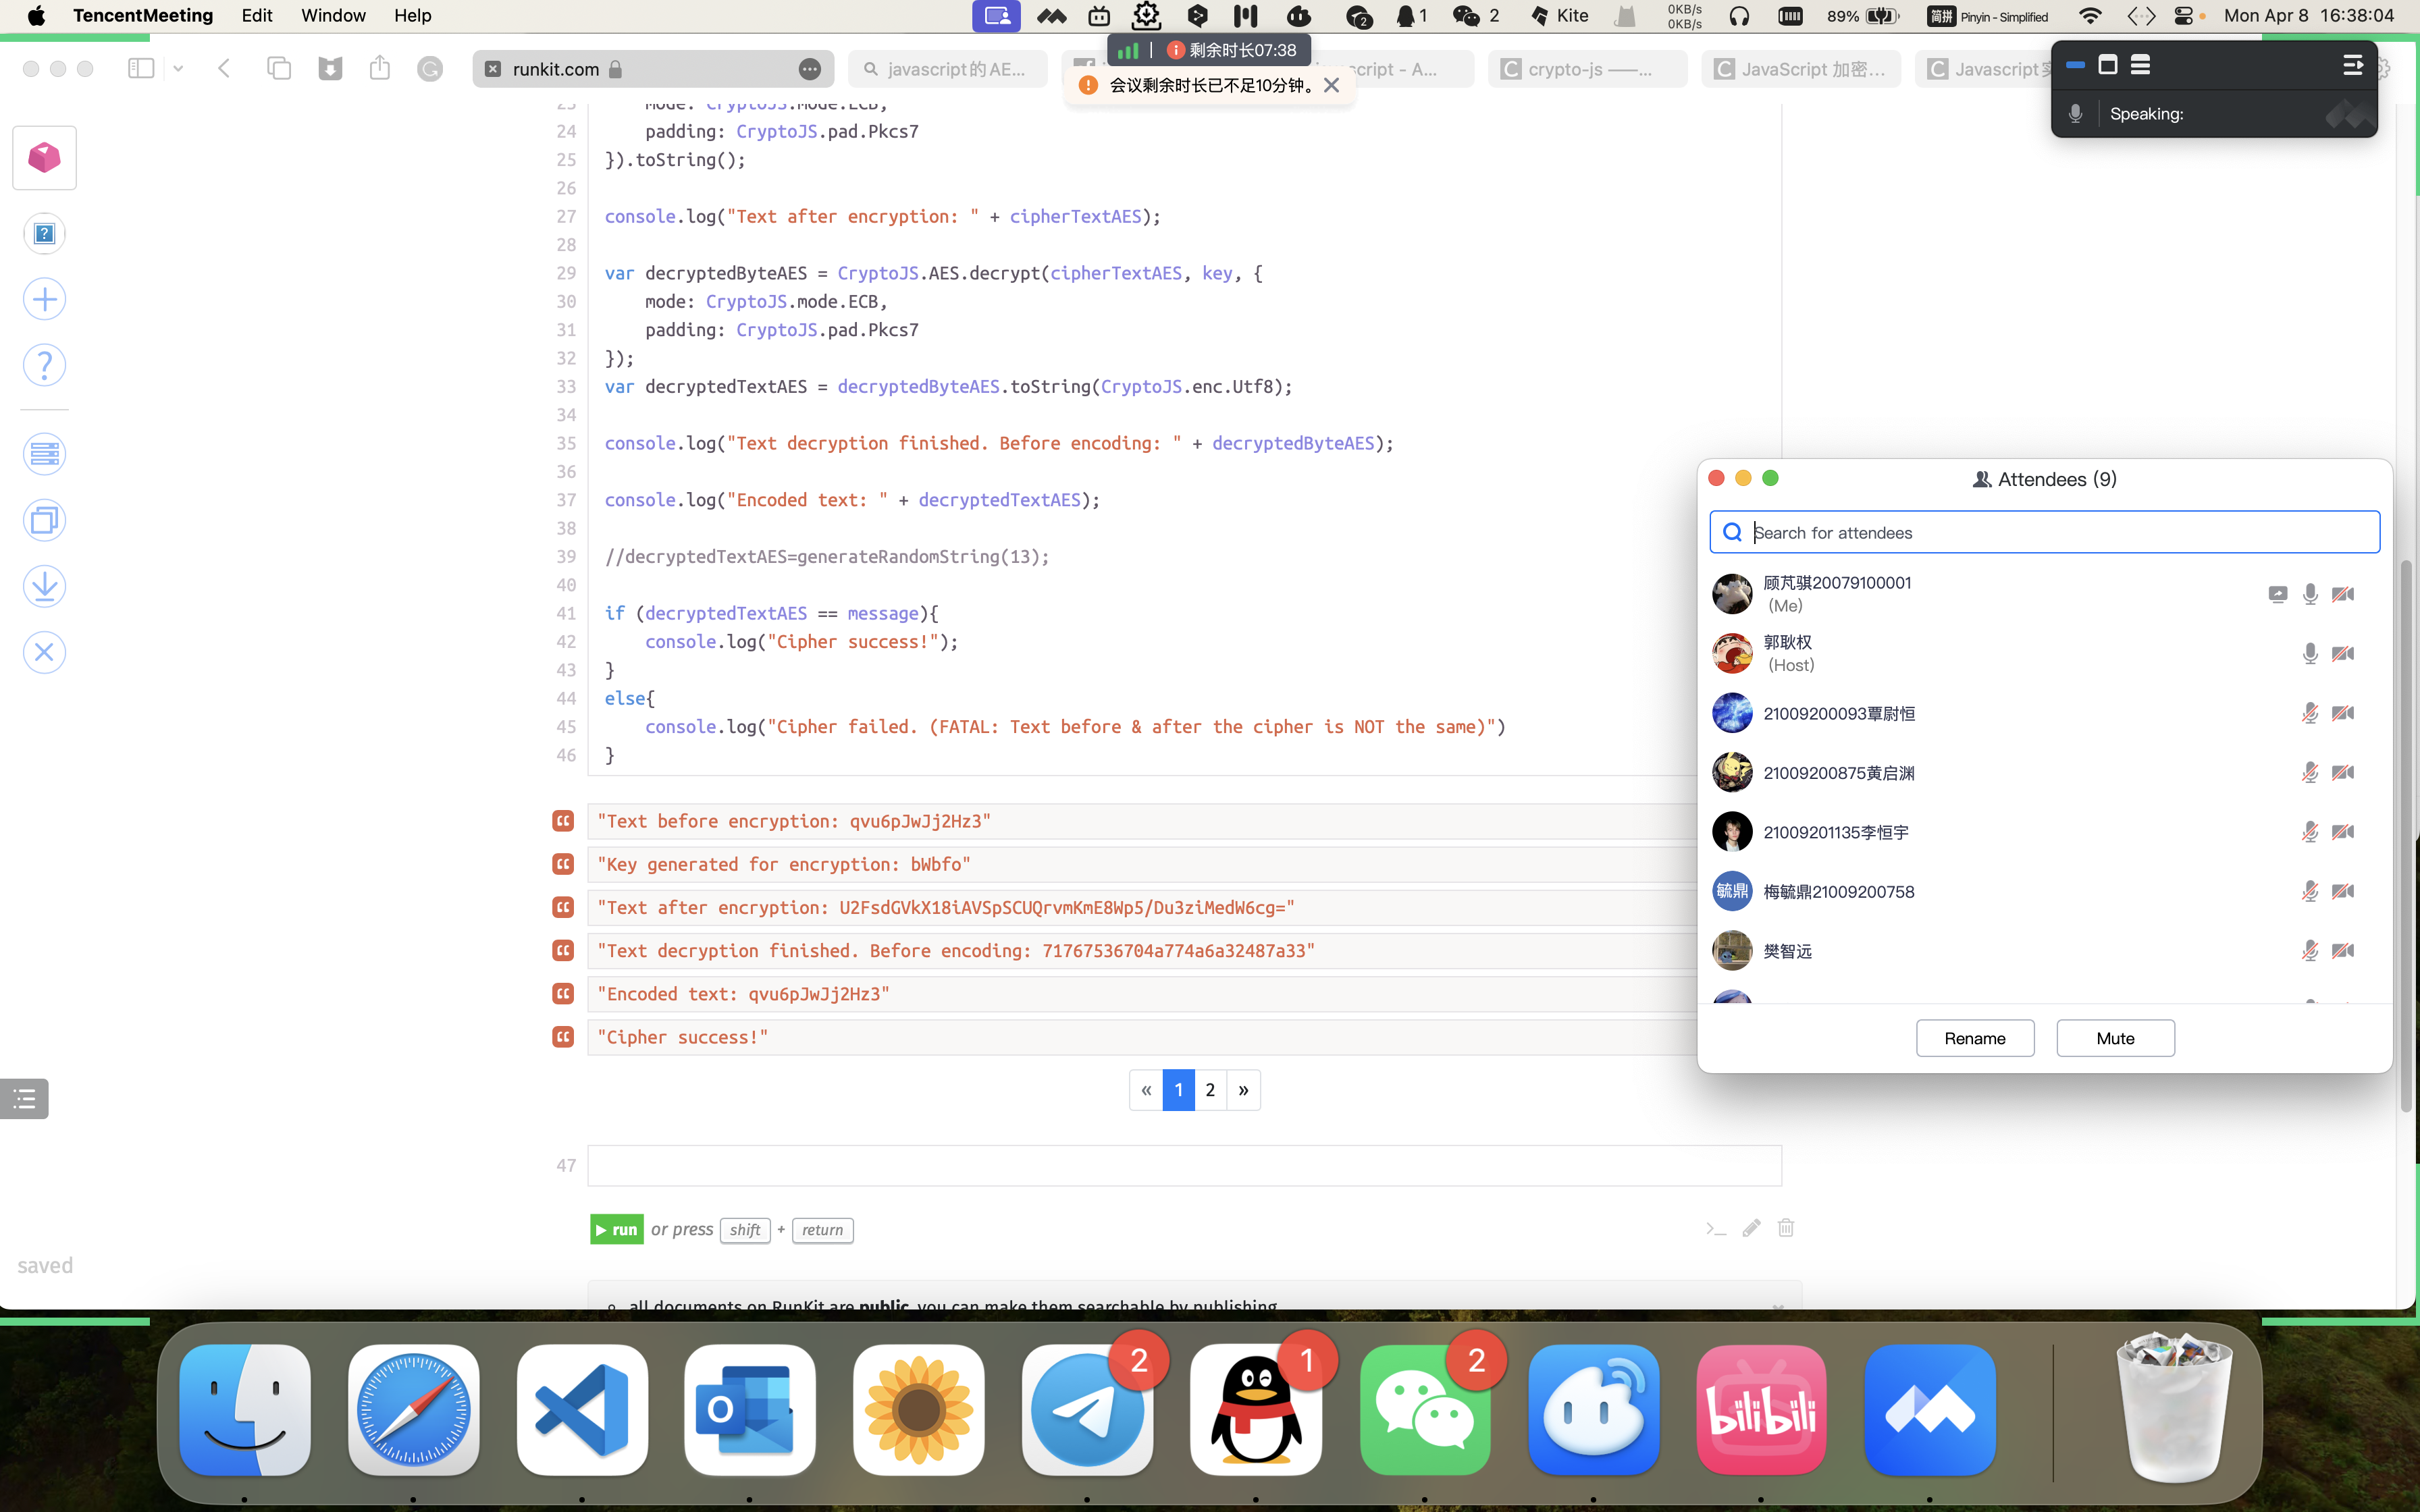 TencentMeeting Edit Window Help
2 1 2 Kite 0KB/s 0KB/s 89% 简拼 Pinyin - Simplified Mon Apr 8 16:38:04
剩余时长07:38
会议剩余时长已不足10分钟。
runkit.com
javascript的AE...
script - A...
crypto-js ——...
JavaScript 加密...
Speaking:
23 mode: CryptoJS.mode.ECB,
24 padding: CryptoJS.pad.Pkcs7
25 }).toString();
26
27 console.log("Text after encryption: " + cipherTextAES);
28
29 var decryptedByteAES = CryptoJS.AES.decrypt(cipherTextAES, key, {
30 mode: CryptoJS.mode.ECB,
31 padding: CryptoJS.pad.Pkcs7
32 });
33 var decryptedTextAES = decryptedByteAES.toString(CryptoJS.enc.Utf8);
34
35 console.log("Text decryption finished. Before encoding: " + decryptedByteAES);
36
37 console.log("Encoded text: " + decryptedTextAES);
38
39 //decryptedTextAES=generateRandomString(13);
40
41 if (decryptedTextAES == message){
42 console.log("Cipher success!");
43 }
44 else{
45 console.log("Cipher failed. (FATAL: Text before & after the cipher is NOT the same)")
46 }
"Text before encryption: qvu6pJwJj2Hz3"
"Key generated for encryption: bWbfo"
"Text after encryption: U2FsdGVkX18iAVSpSCUQrvmKmE8Wp5/Du3ziMedW6cg="
"Text decryption finished. Before encoding: 71767536704a774a6a32487a33"
"Encoded text: qvu6pJwJj2Hz3"
"Cipher success!"
« 1 2 »
47
run or press shift + return
saved
all documents on RunKit are public, you can make them searchable by publishing
Attendees (9)
Search for attendees
顾芃骐20079100001
(Me)
郭耿权
(Host)
21009200093覃尉恒
21009200875黄启渊
21009201135李恒宇
毓鼎 梅毓鼎21009200758
樊智远
Rename Mute
2 1 2
bilibili